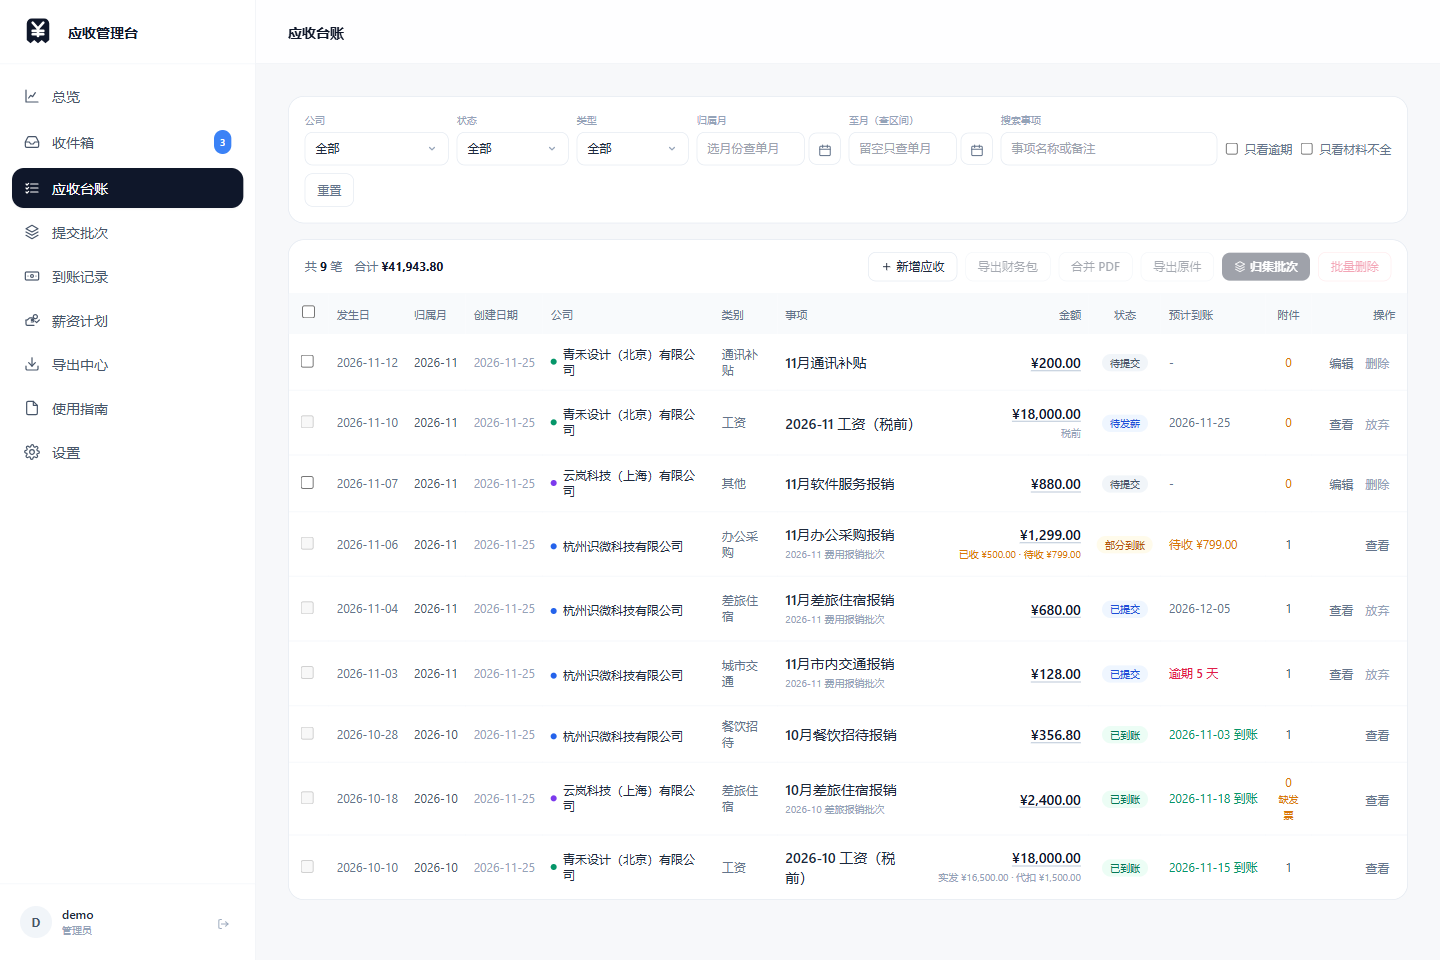 应收管理台
应收台账
总览
收件箱
3
应收台账
提交批次
到账记录
薪资计划
导出中心
使用指南
设置
D
demo
管理员
公司
状态
类型
归属月
至月（查区间）
搜索事项
全部
全部
全部
选月份查单月
留空只查单月
事项名称或备注
只看逾期
只看材料不全
重置
共 9 笔 合计 ¥41,943.80
+ 新增应收
导出财务包
合并 PDF
导出原件
归集批次
批量删除
发生日 归属月 创建日期 公司 类别 事项 金额 状态 预计到账 附件 操作
2026-11-12 2026-11 2026-11-25 青禾设计（北京）有限公
司
通讯补
贴
11月通讯补贴 ¥200.00 待提交 - 0 编辑 删除
2026-11-10 2026-11 2026-11-25 青禾设计（北京）有限公
司
工资 2026-11 工资（税前） ¥18,000.00
税前
待发薪 2026-11-25 0 查看 放弃
2026-11-07 2026-11 2026-11-25 云岚科技（上海）有限公
司
其他 11月软件服务报销 ¥880.00 待提交 - 0 编辑 删除
2026-11-06 2026-11 2026-11-25 杭州识微科技有限公司 办公采
购
11月办公采购报销
2026-11 费用报销批次
¥1,299.00
已收 ¥500.00 · 待收 ¥799.00
部分到账 待收 ¥799.00 1 查看
2026-11-04 2026-11 2026-11-25 杭州识微科技有限公司 差旅住
宿
11月差旅住宿报销
2026-11 费用报销批次
¥680.00 已提交 2026-12-05 1 查看 放弃
2026-11-03 2026-11 2026-11-25 杭州识微科技有限公司 城市交
通
11月市内交通报销
2026-11 费用报销批次
¥128.00 已提交 逾期 5 天 1 查看 放弃
2026-10-28 2026-10 2026-11-25 杭州识微科技有限公司 餐饮招
待
10月餐饮招待报销 ¥356.80 已到账 2026-11-03 到账 1 查看
2026-10-18 2026-10 2026-11-25 云岚科技（上海）有限公
司
差旅住
宿
10月差旅住宿报销
2026-10 差旅报销批次
¥2,400.00 已到账 2026-11-18 到账 0
缺发
票
查看
2026-10-10 2026-10 2026-11-25 青禾设计（北京）有限公
司
工资 2026-10 工资（税
前）
¥18,000.00
实发 ¥16,500.00 · 代扣 ¥1,500.00
已到账 2026-11-15 到账 1 查看